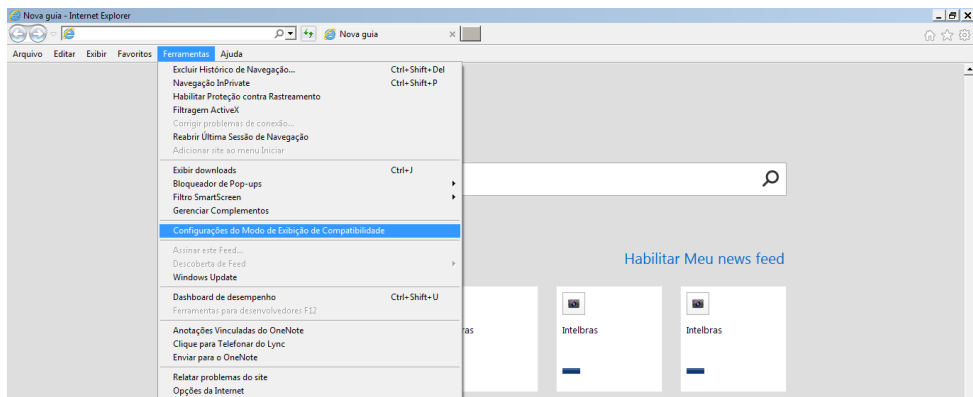 Nova guia - Internet Explorer
Nova guia
Arquivo Editar Exibir Favoritos Ferramentas Ajuda
Excluir Histórico de Navegação... Ctrl+Shift+Del
Navegação InPrivate Ctrl+Shift+P
Habilitar Proteção contra Rastreamento
Filtragem ActiveX
Corrigir problemas de conexão...
Reabrir Última Sessão de Navegação
Adicionar site ao menu Iniciar
Exibir downloads Ctrl+J
Bloqueador de Pop-ups
Filtro SmartScreen
Gerenciar Complementos
Configurações do Modo de Exibição de Compatibilidade
Assinar este Feed...
Descoberta de Feed
Windows Update
Dashboard de desempenho Ctrl+Shift+U
Ferramentas para desenvolvedores F12
Anotações Vinculadas do OneNote
Clique para Telefonar do Lync
Enviar para o OneNote
Relatar problemas do site
Opções da Internet
Habilitar Meu news feed
ras Intelbras Intelbras